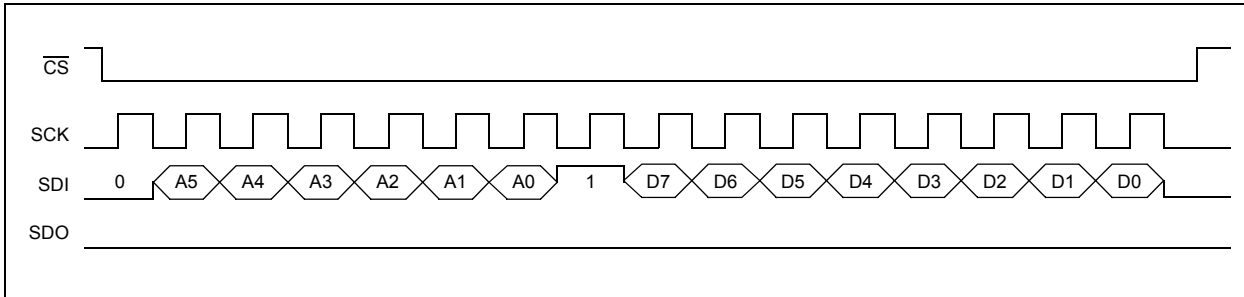 CS
SCK
SDI 0 A5 A4 A3 A2 A1 A0 1 D7 D6 D5 D4 D3 D2 D1 D0
SDO